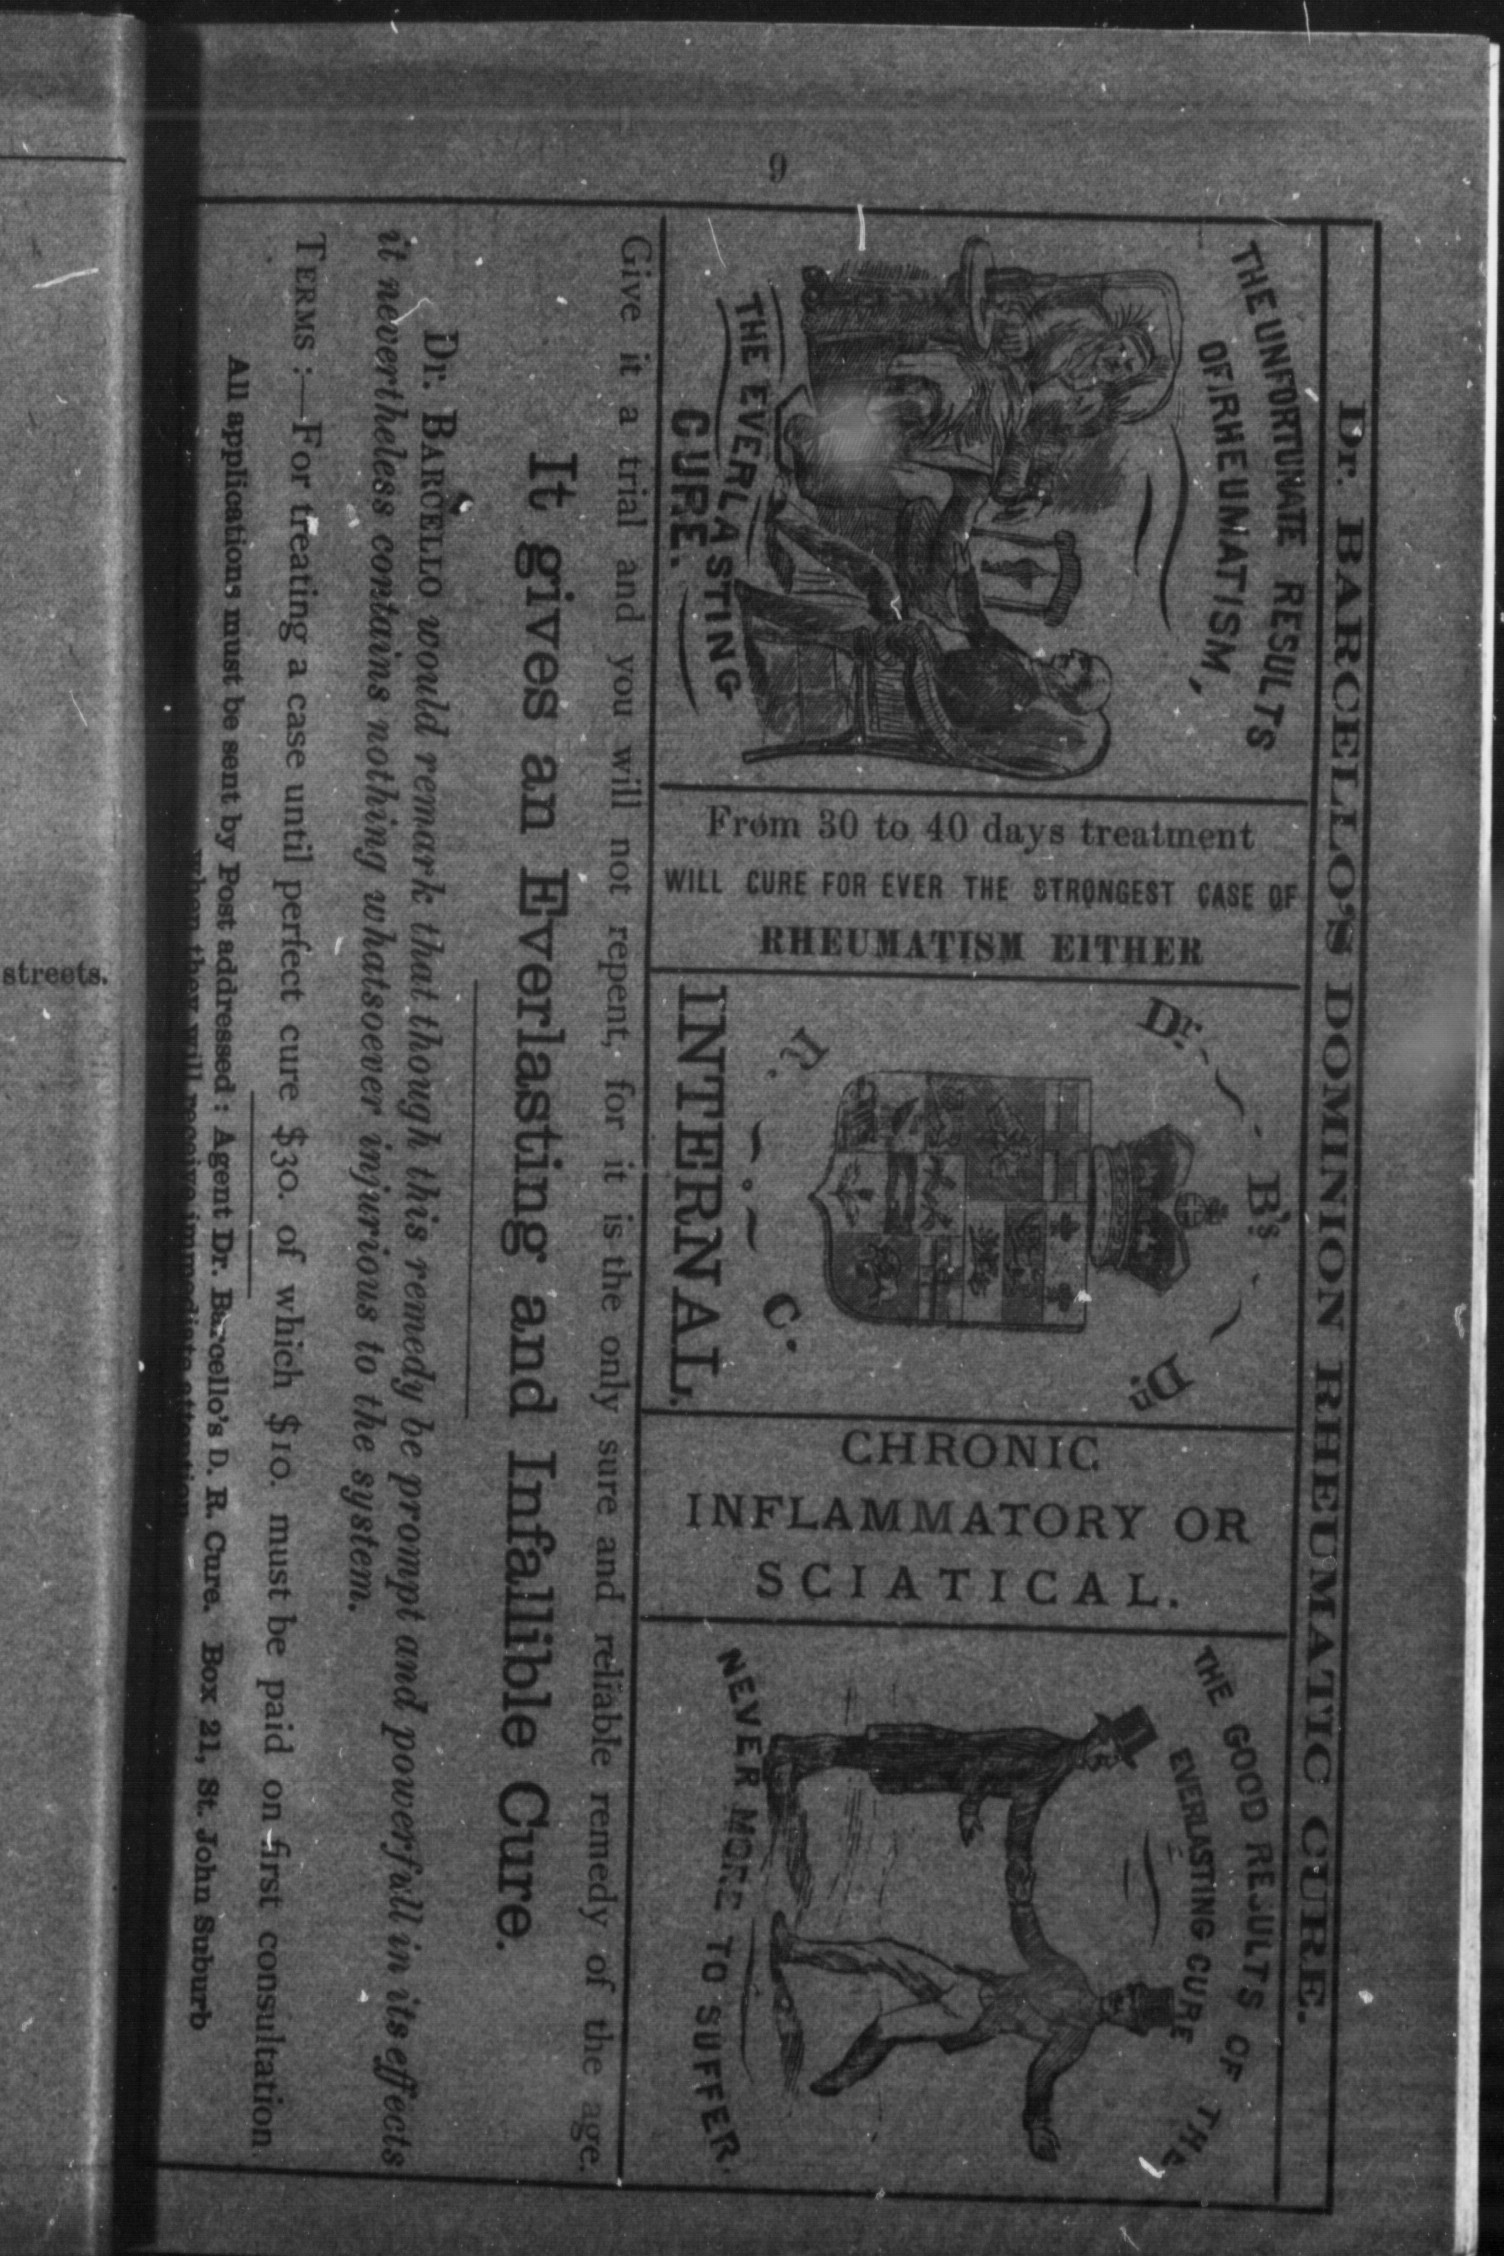 9
Dr. BARCELLO'S DOMINION RHEUMATIC CURE.
THE UNFORTUNATE RESULTS
OF RHEUMATISM,
THE EVERLASTING
CURE.
From 30 to 40 days treatment
WILL CURE FOR EVER THE STRONGEST CASE OF
RHEUMATISM EITHER
Dr. B's Dn
R. C.
INTERNAL.
CHRONIC
INFLAMMATORY OR
SCIATICAL.
THE GOOD RESULTS OF THE
EVERLASTING CURE
NEVER MORE TO SUFFER.
Give it a trial and you will not repent, for it is the only sure and reliable remedy of the age.
It gives an Everlasting and Infallible Cure.
Dr. BARCELLO would remark that though this remedy be prompt and powerfull in its effects
it nevertheless contains nothing whatsoever injurious to the system.
TERMS :—For treating a case until perfect cure $30. of which $10. must be paid on first consultation
All applications must be sent by Post addressed : Agent Dr. Barcello's D. R. Cure. Box 21, St. John Suburb
when they will receive immediate attention
streets.